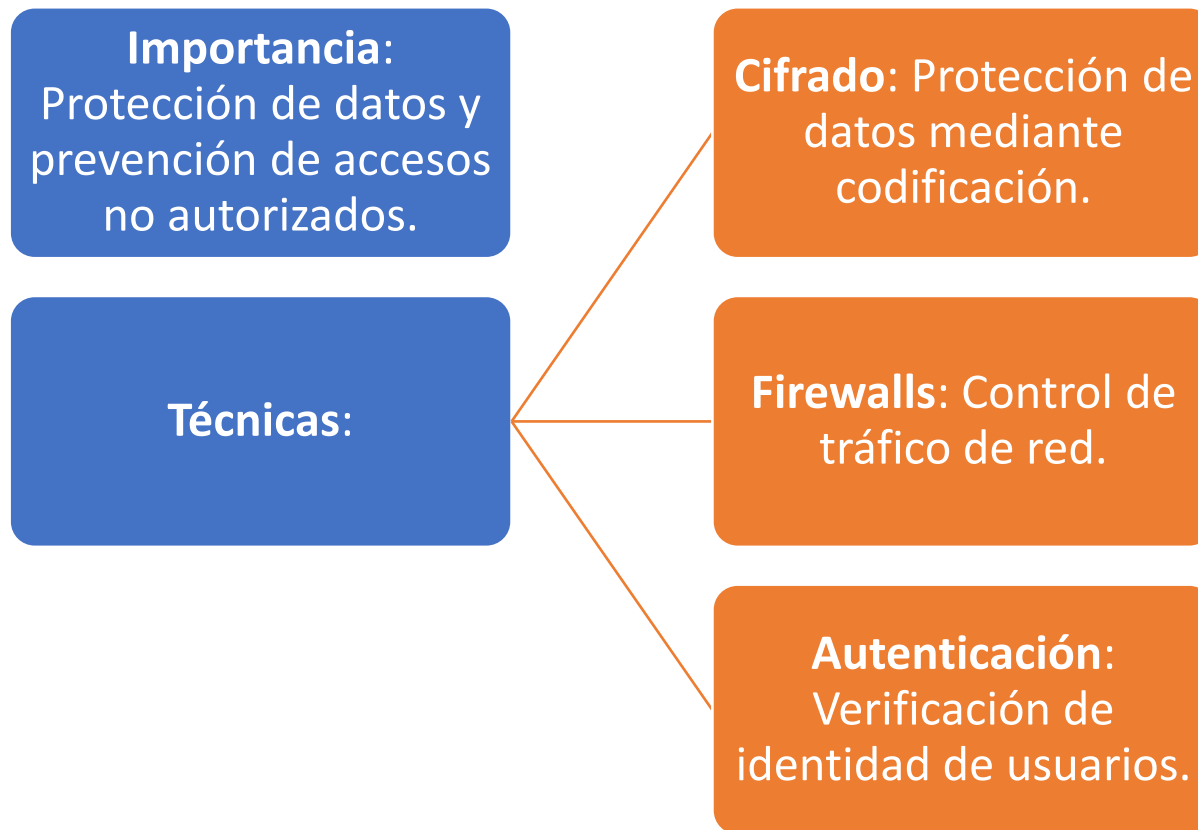 Importancia:
Protección de datos y
prevención de accesos
no autorizados.
Técnicas:
Cifrado: Protección de
datos mediante
codificación.
Firewalls: Control de
tráfico de red.
Autenticación:
Verificación de
identidad de usuarios.